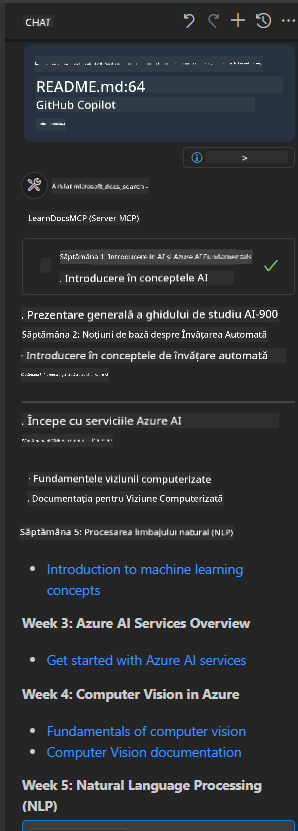 CHAT
README.md:64
GitHub Copilot
>
A rulat microsoft_docs_search -
LearnDocsMCP (Server MCP)
Săptămâna 1: Introducere în AI și Azure AI Fundamentals
. Introducere în conceptele AI
. Prezentare generală a ghidului de studiu AI-900
Săptămâna 2: Noțiuni de bază despre Învățarea Automată
· Introducere în conceptele de învățare automată
. Începe cu serviciile Azure AI
· Fundamentele viziunii computerizate
. Documentația pentru Viziune Computerizată
Săptămâna 5: Procesarea limbajului natural (NLP)
• Introduction to machine learning
concepts
Week 3: Azure AI Services Overview
• Get started with Azure AI services
Week 4: Computer Vision in Azure
• Fundamentals of computer vision
• Computer Vision documentation
Week 5: Natural Language Processing
(NLP)